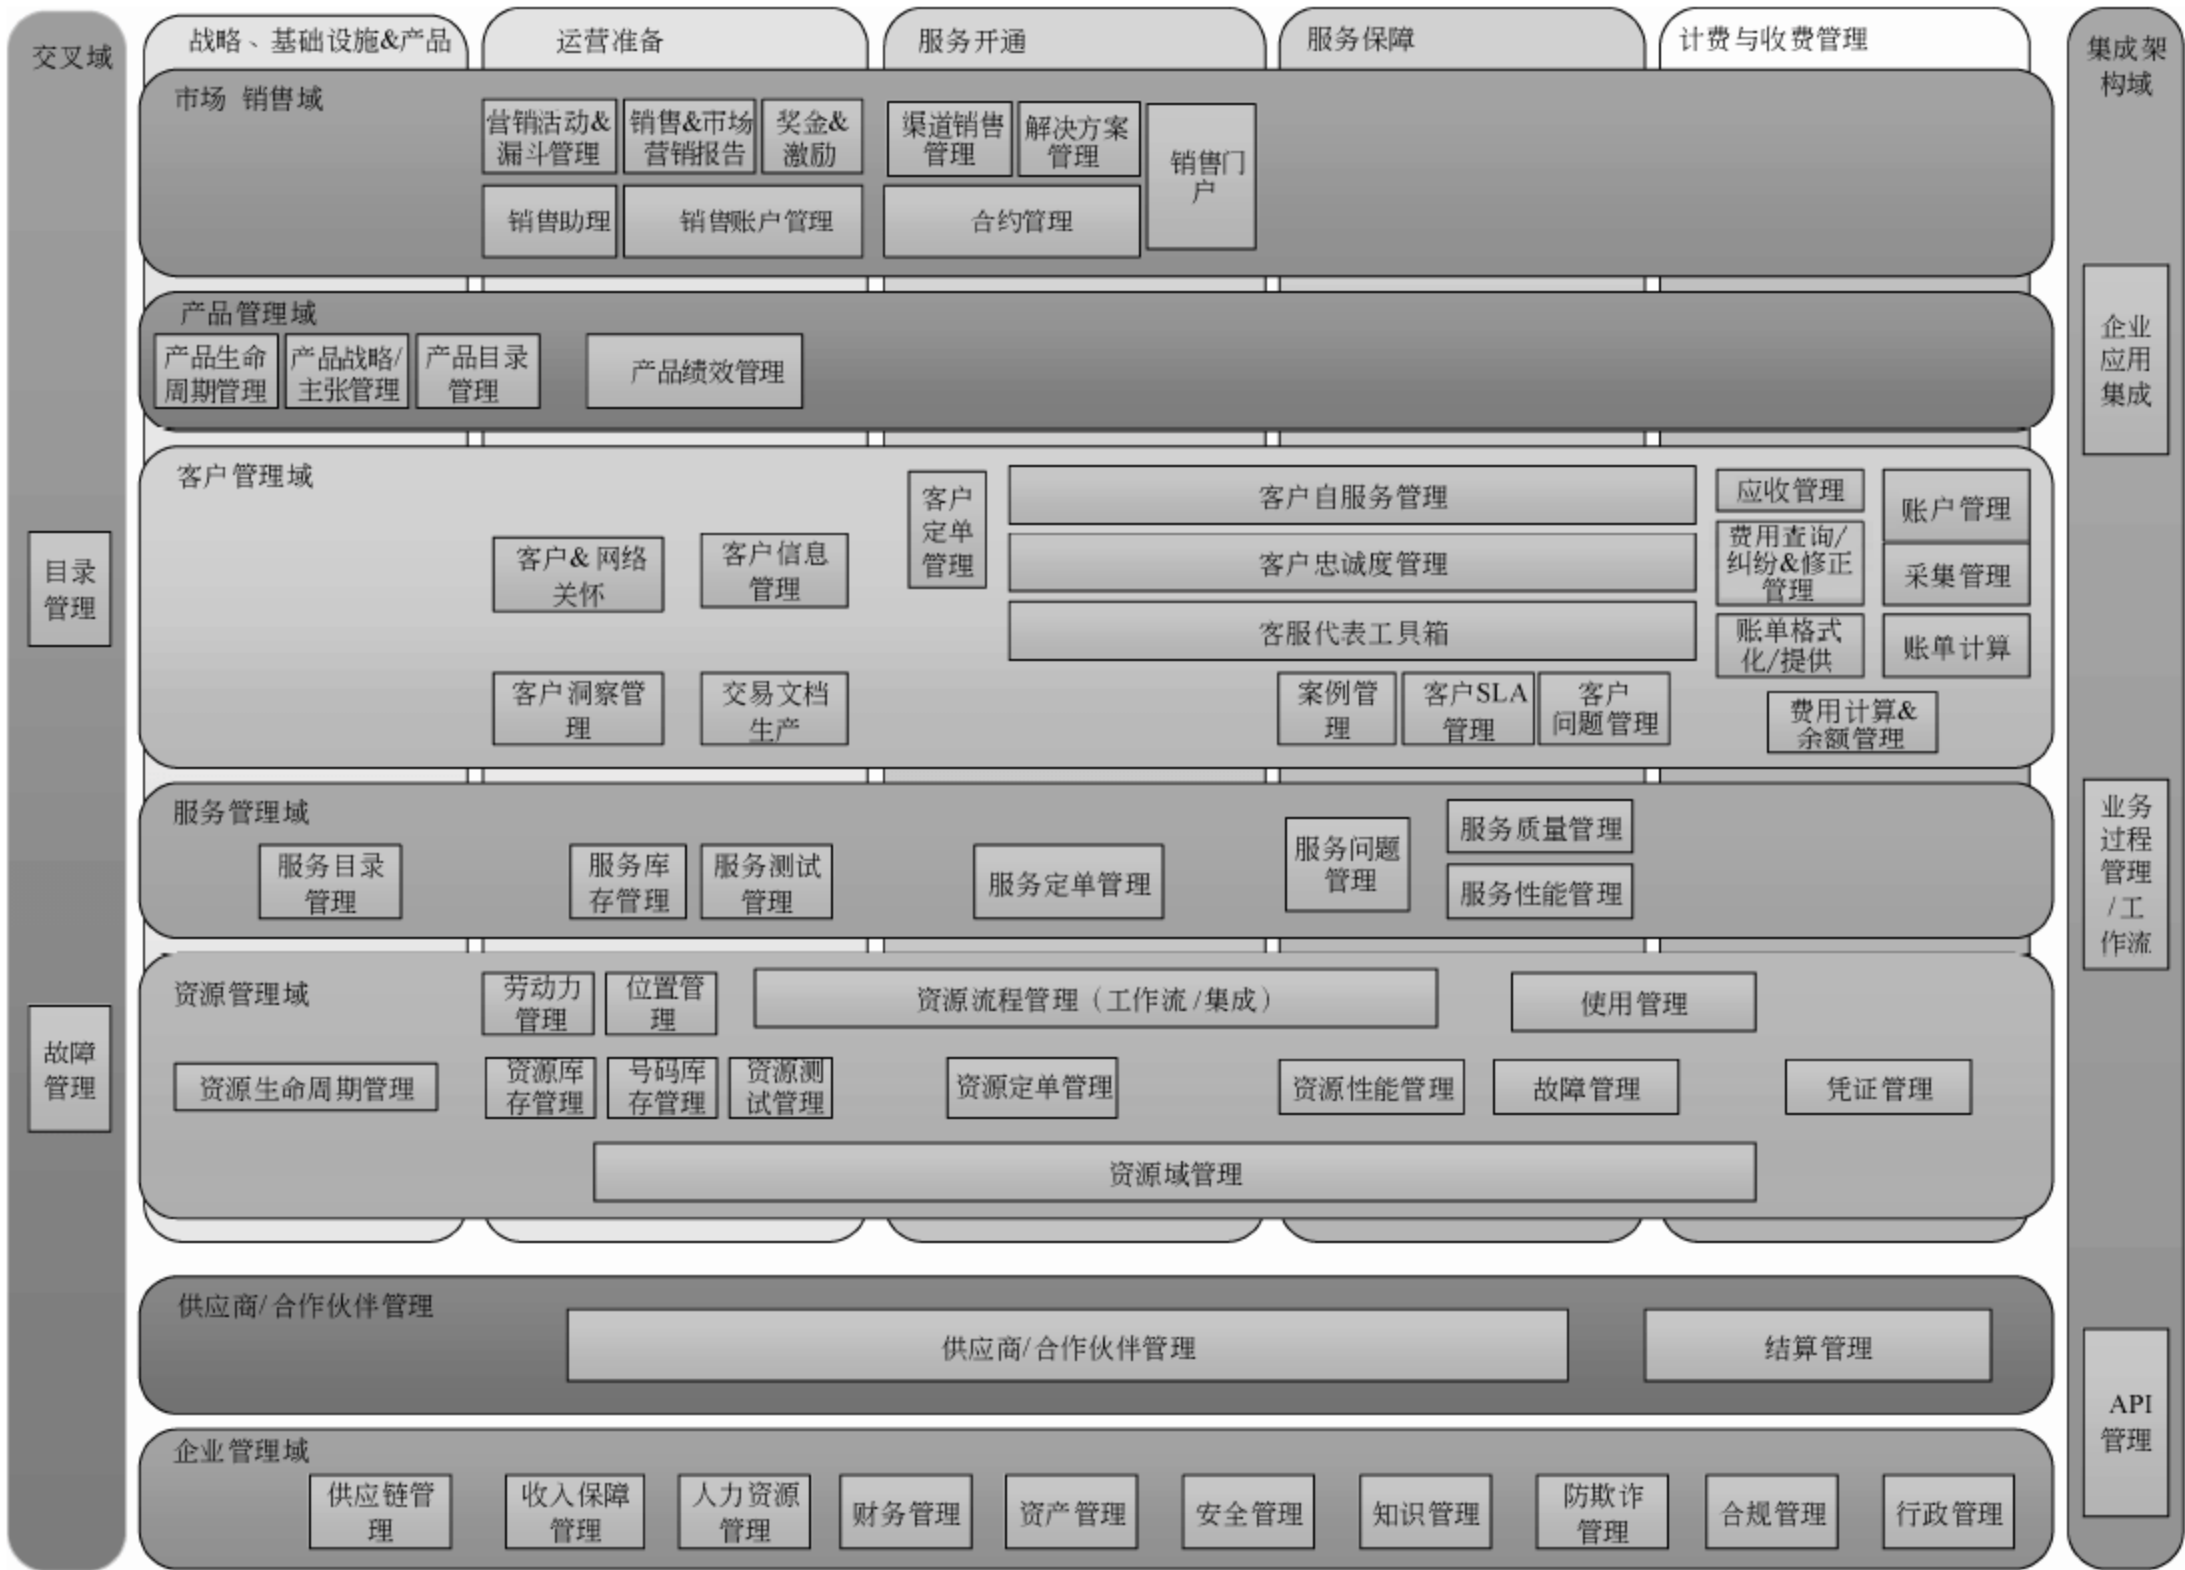 交叉域
目录
管理
故障
管理
战略、基础设施&产品
运营准备
服务开通
服务保障
计费与收费管理
市场 销售域
营销活动&
漏斗管理
销售&市场
营销报告
奖金&
激励
渠道销售
管理
解决方案
管理
销售门
户
销售助理
销售账户管理
合约管理
产品管理域
产品生命
周期管理
产品战略/
主张管理
产品目录
管理
产品绩效管理
客户管理域
客户&网络
关怀
客户信息
管理
客户洞察管
理
交易文档
生产
客户
定单
管理
客户自服务管理
客户忠诚度管理
客服代表工具箱
案例管
理
客户SLA
管理
客户
问题管理
应收管理
费用查询/
纠纷&修正
管理
账单格式
化/提供
账户管理
采集管理
账单计算
费用计算&
余额管理
服务管理域
服务目录
管理
服务库
存管理
服务测试
管理
服务定单管理
服务问题
管理
服务质量管理
服务性能管理
资源管理域
劳动力
管理
位置管
理
资源流程管理（工作流/集成）
使用管理
资源生命周期管理
资源库
存管理
号码库
存管理
资源测
试管理
资源定单管理
资源性能管理
故障管理
凭证管理
资源域管理
供应商/合作伙伴管理
供应商/合作伙伴管理
结算管理
企业管理域
供应链管
理
收入保障
管理
人力资源
管理
财务管理
资产管理
安全管理
知识管理
防欺诈
管理
合规管理
行政管理
集成架
构域
企业
应用
集成
业务
过程
管理
/工
作流
API
管理